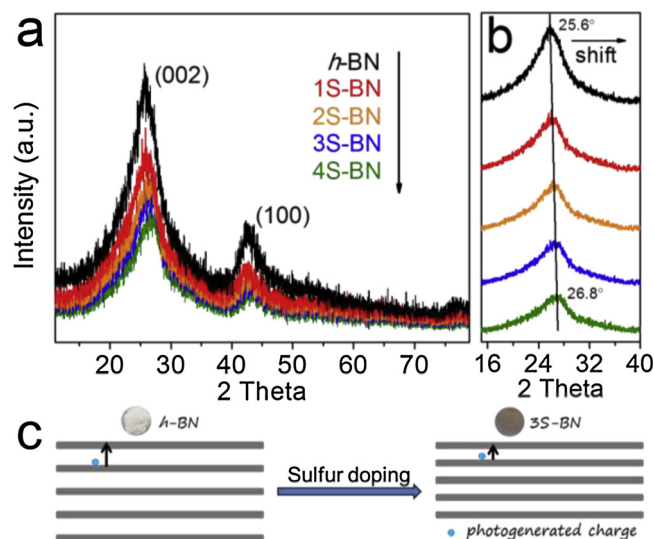 a
(002)
h-BN
1S-BN
2S-BN
3S-BN
4S-BN
(100)
Intensity (a.u.)
20 30 40 50 60 70
2 Theta
b
25.6°
shift
26.8°
16 24 32 40
2 Theta
c
h-BN
3S-BN
Sulfur doping
photogenerated charge